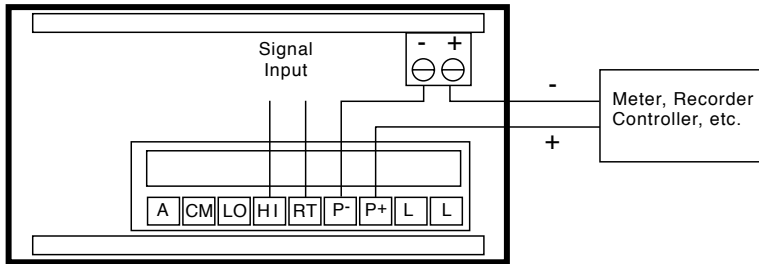 Signal
Input
- +
-
+
Meter, Recorder
Controller, etc.
A CM LO HI RT P- P+ L L